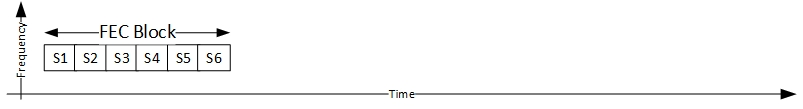 FEC Block
Frequency
S1 S2 S3 S4 S5 S6
Time